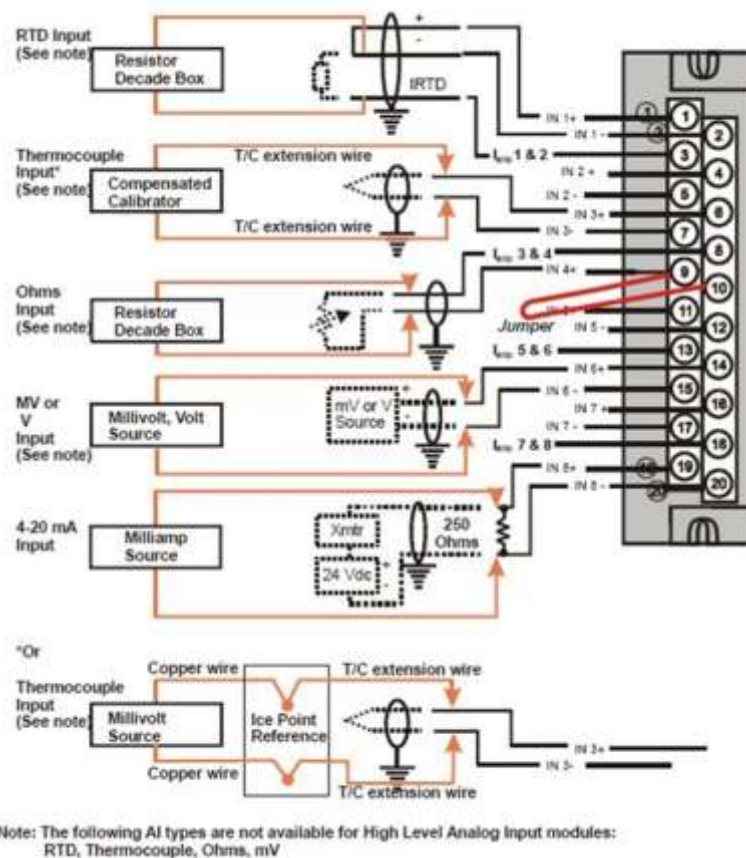 RTD Input
(See note)
Resistor
Decade Box
+
-
IRTD
IN 1+
IN 1 -
IRTD 1 & 2
IN 2 +
IN 2 -
IN 3+
IN 3-
IRTD 3 & 4
IN 4+
IN 5 -
IRTD 5 & 6
IN 6+
IN 6 -
IN 7 +
IN 7 -
IRTD 7 & 8
IN 8+
IN 8 -
1
2
3
4
5
6
7
8
9
10
11
12
13
14
15
16
17
18
19
20
Thermocouple
Input*
(See note)
Compensated
Calibrator
T/C extension wire
T/C extension wire
Ohms
Input
(See note)
Resistor
Decade Box
Jumper
MV or
V
Input
(See note)
Millivolt, Volt
Source
+
-
mV or V
Source
4-20 mA
Input
Milliamp
Source
Xmtr
24 Vdc
+
-
250
Ohms
*Or
Thermocouple
Input
(See note)
Millivolt
Source
Copper wire
Copper wire
Ice Point
Reference
T/C extension wire
T/C extension wire
IN 3+
IN 3-
Note: The following AI types are not available for High Level Analog Input modules:
RTD, Thermocouple, Ohms, mV